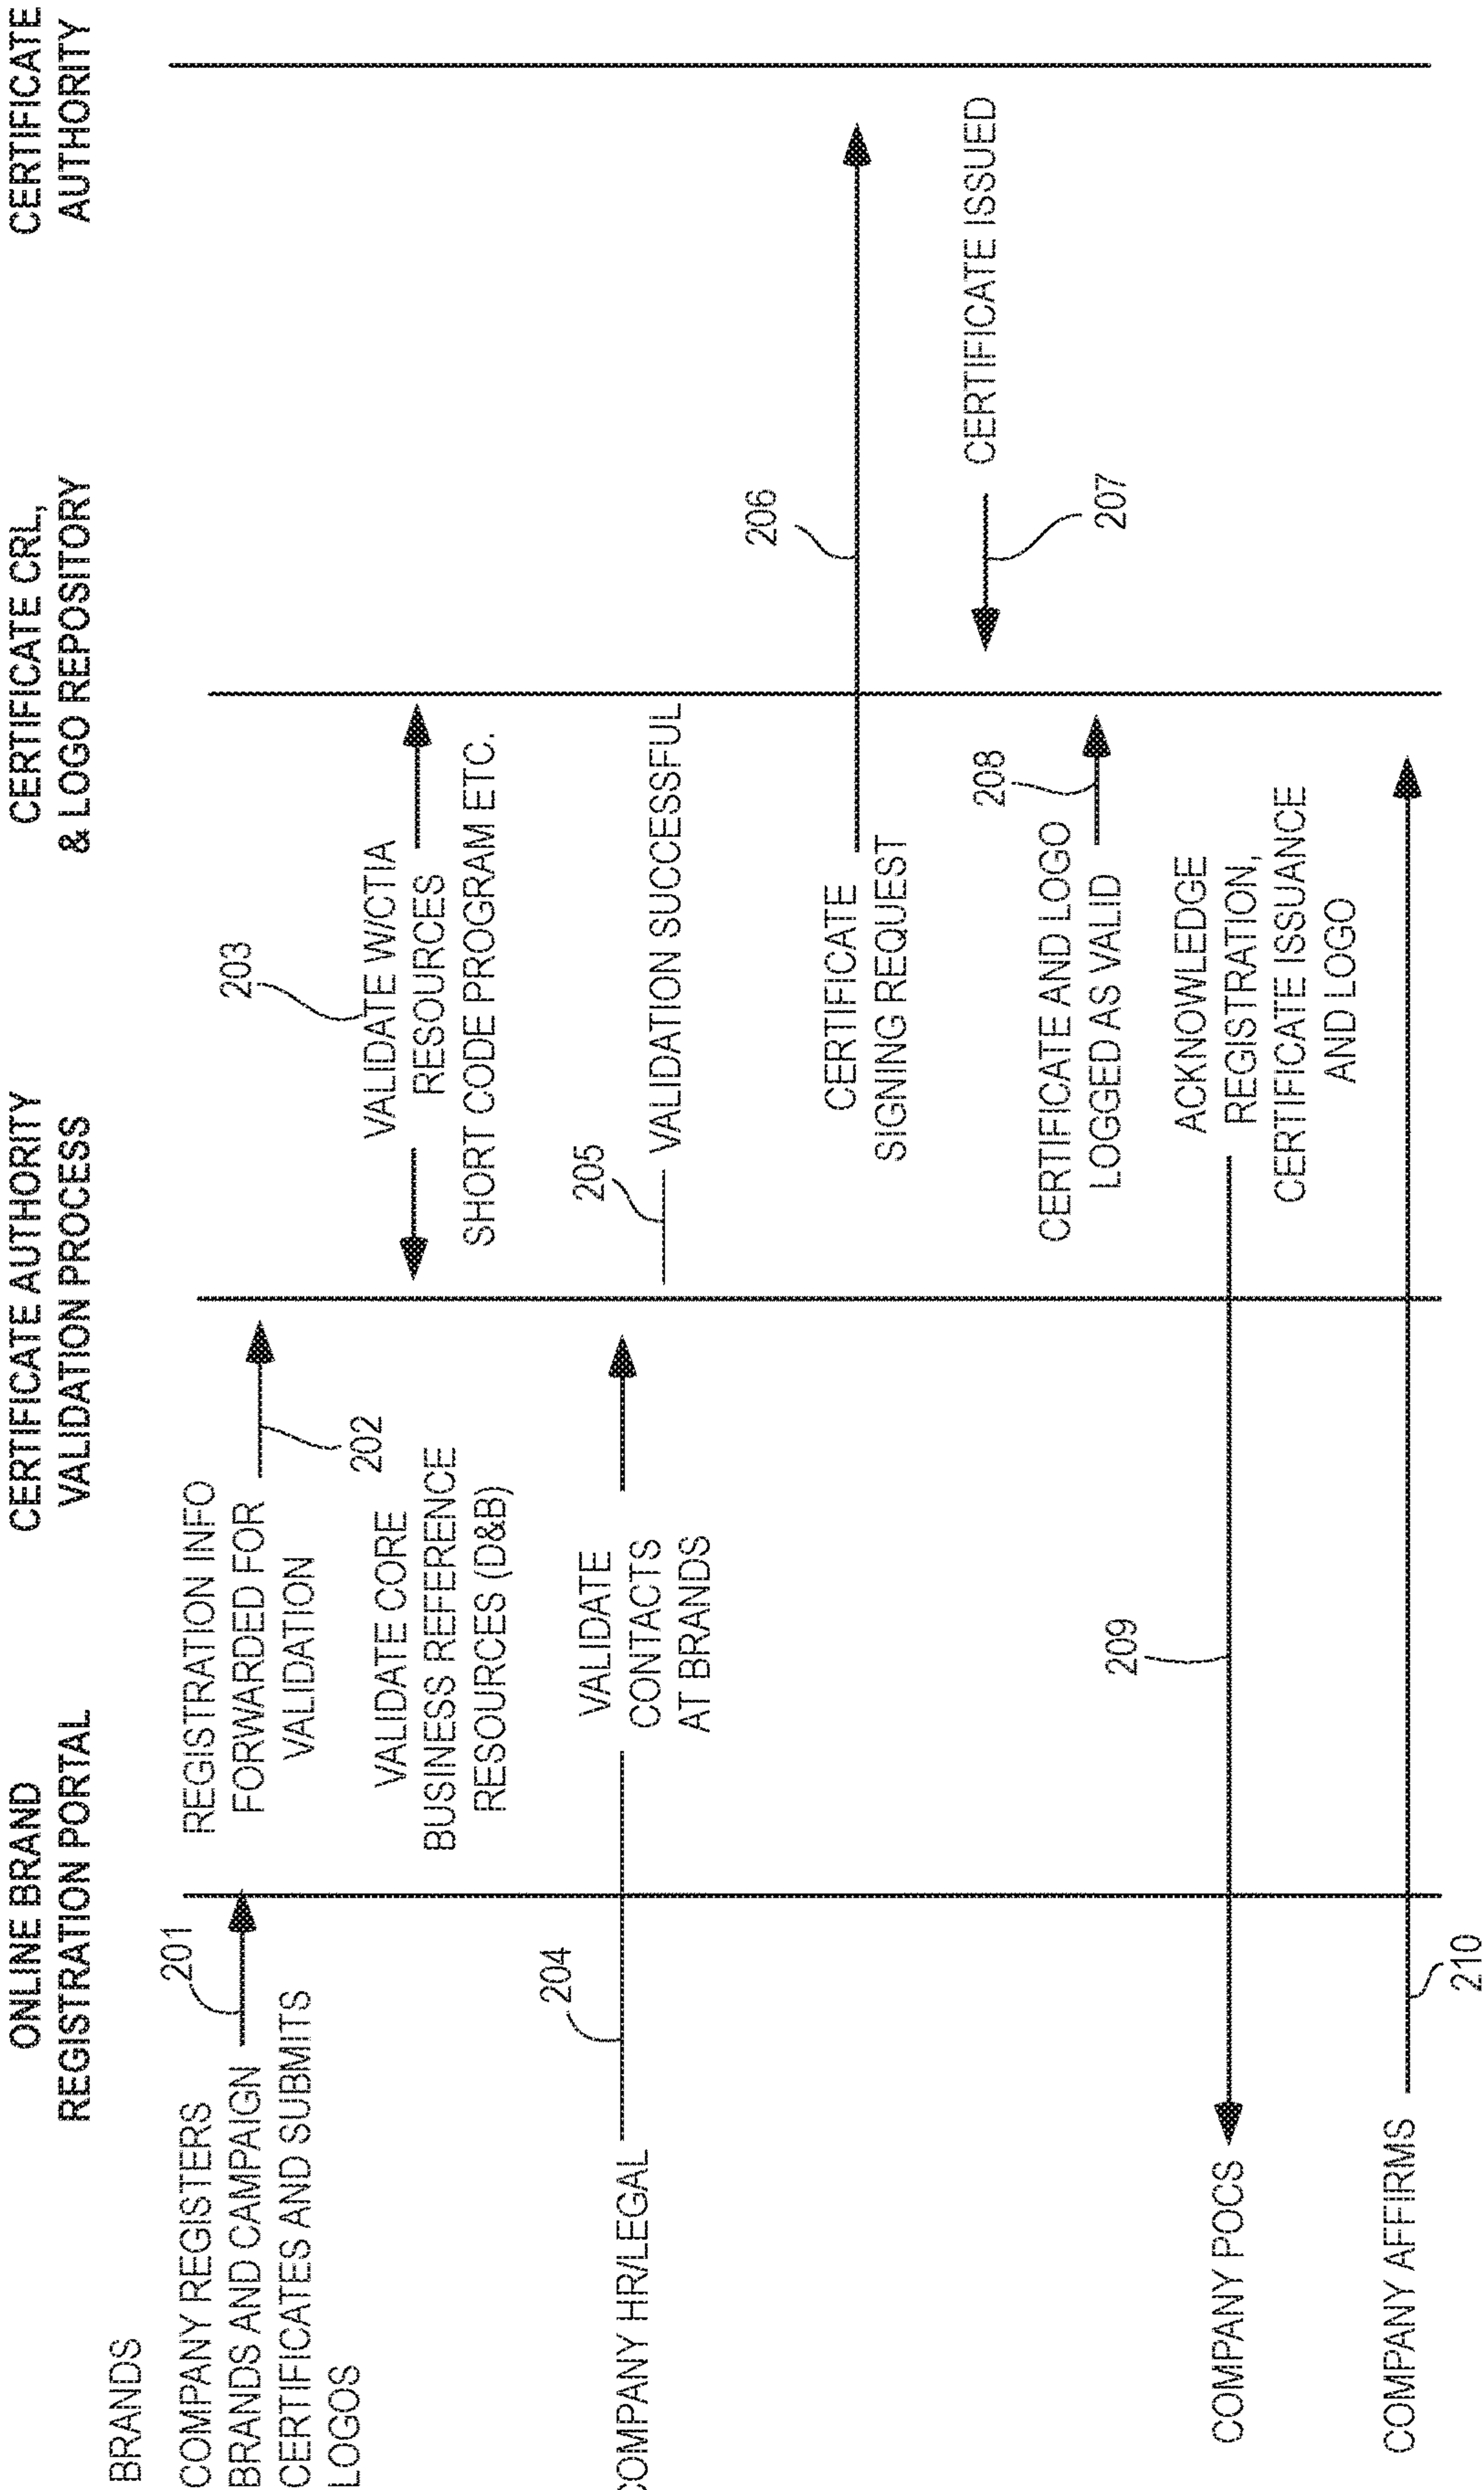 BRANDS
ONLINE BRAND
REGISTRATION PORTAL
CERTIFICATE AUTHORITY
VALIDATION PROCESS
CERTIFICATE CRL,
& LOGO REPOSITORY
CERTIFICATE
AUTHORITY
COMPANY REGISTERS
BRANDS AND CAMPAIGN
CERTIFICATES AND SUBMITS
LOGOS
201
REGISTRATION INFO
FORWARDED FOR
VALIDATION
202
VALIDATE CORE
BUSINESS REFERENCE
RESOURCES (D&B)
203
VALIDATE W/CTIA
RESOURCES
SHORT CODE PROGRAM ETC.
COMPANY HR/LEGAL
204
VALIDATE
CONTACTS
AT BRANDS
205
VALIDATION SUCCESSFUL
CERTIFICATE
SIGNING REQUEST
206
CERTIFICATE ISSUED
207
CERTIFICATE AND LOGO
LOGGED AS VALID
208
ACKNOWLEDGE
REGISTRATION,
CERTIFICATE ISSUANCE
AND LOGO
209
COMPANY POCS
COMPANY AFFIRMS
210